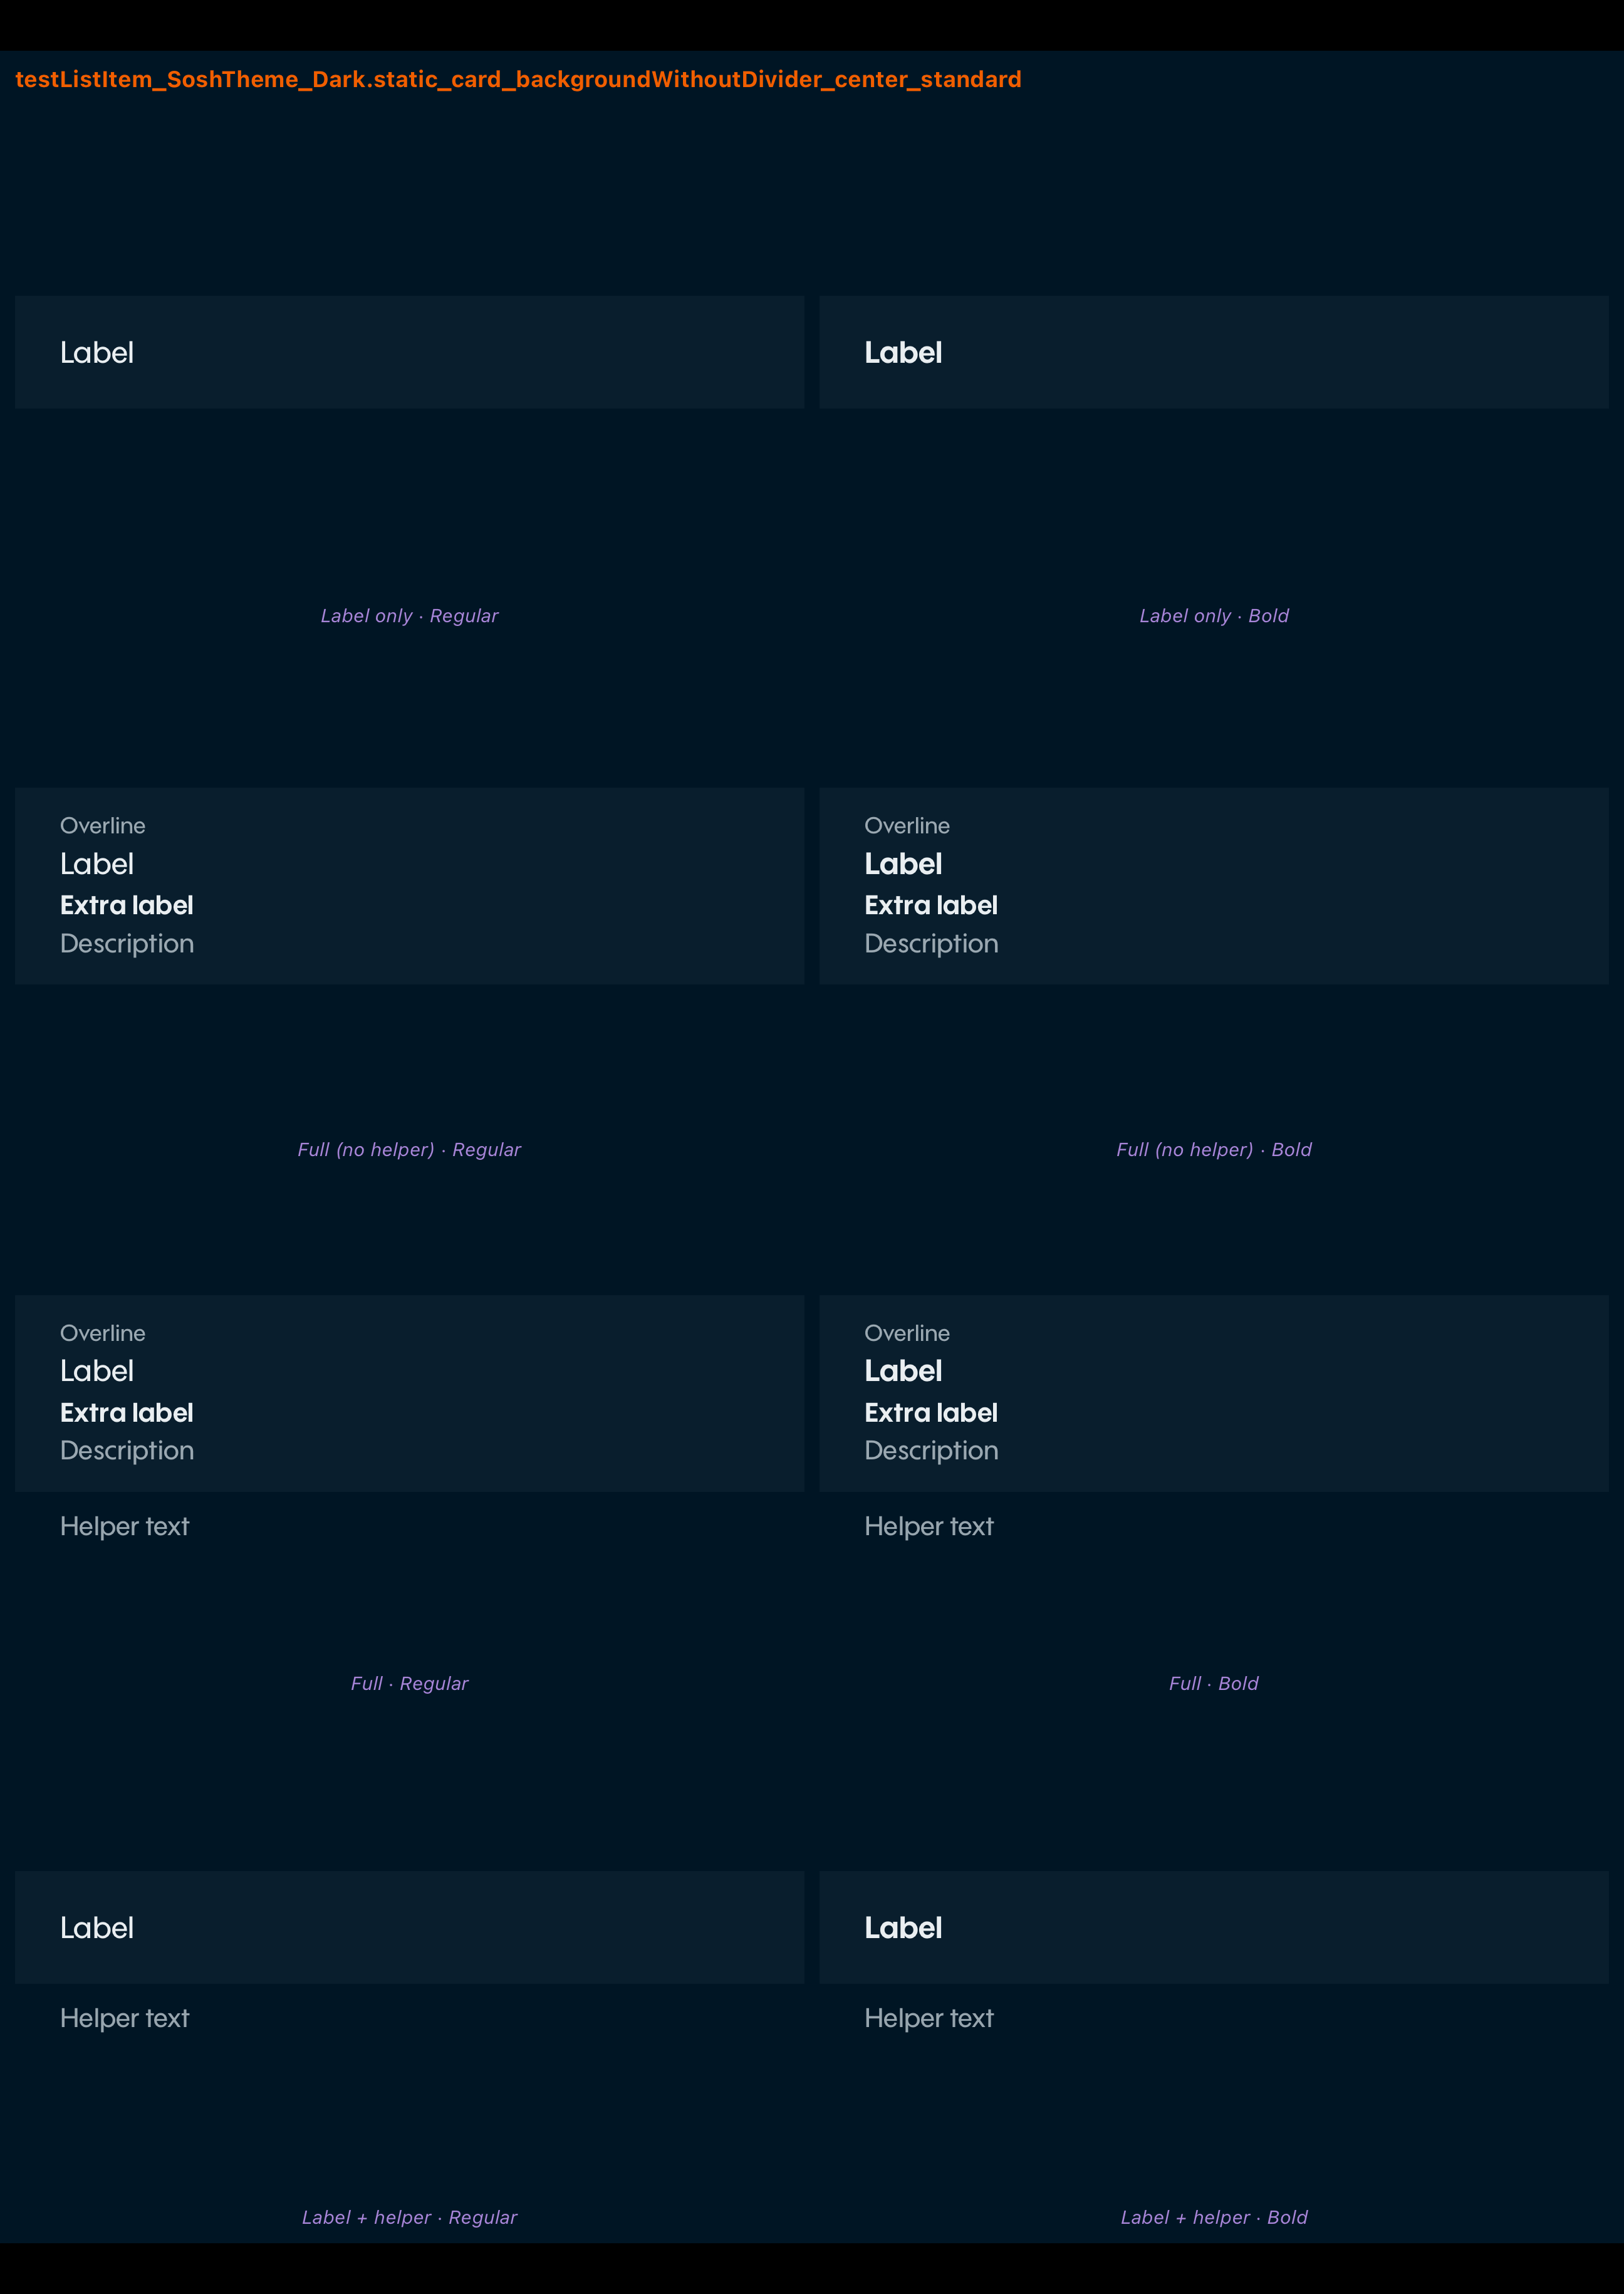 testListItem_SoshTheme_Dark.static_card_backgroundWithoutDivider_center_standard
Label
Label
Label only · Regular
Label only · Bold
Overline
Label
Extra label
Description
Overline
Label
Extra label
Description
Full (no helper) · Regular
Full (no helper) · Bold
Overline
Label
Extra label
Description
Helper text
Overline
Label
Extra label
Description
Helper text
Full · Regular
Full · Bold
Label
Helper text
Label
Helper text
Label + helper · Regular
Label + helper · Bold